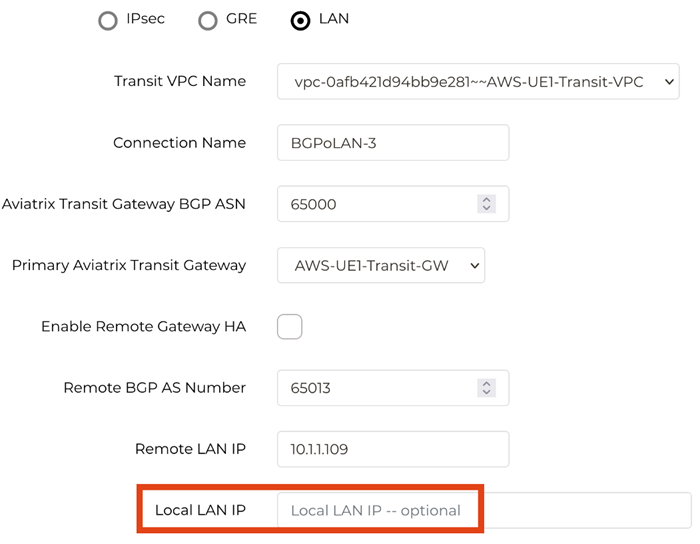 IPsec GRE LAN
Transit VPC Name vpc-0afb421d94bb9e281~~AWS-UE1-Transit-VPC
Connection Name BGPoLAN-3
Aviatrix Transit Gateway BGP ASN 65000
Primary Aviatrix Transit Gateway AWS-UE1-Transit-GW
Enable Remote Gateway HA
Remote BGP AS Number 65013
Remote LAN IP 10.1.1.109
Local LAN IP Local LAN IP -- optional